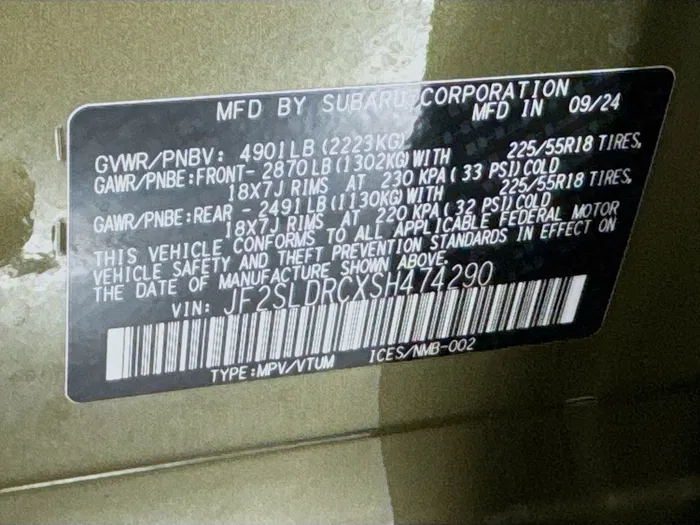 MFD BY SUBARU CORPORATION
MFD IN 09/24
GVWR/PNBV: 4901LB(2223KG)
GAWR/PNBE:FRONT- 2870LB(1302KG)WITH 225/55R18 TIRES,
18X7J RIMS AT 230 KPA( 33 PSI)COLD
GAWR/PNBE:REAR - 2491LB(1130KG)WITH 225/55R18 TIRES,
18X7J RIMS AT 220 KPA( 32 PSI)COLD
THIS VEHICLE CONFORMS TO ALL APPLICABLE FEDERAL MOTOR
VEHICLE SAFETY AND THEFT PREVENTION STANDARDS IN EFFECT ON
THE DATE OF MANUFACTURE SHOWN ABOVE.
VIN: JF2SLDRCXSH474290
TYPE:MPV/VTUM ICES/NMB-002